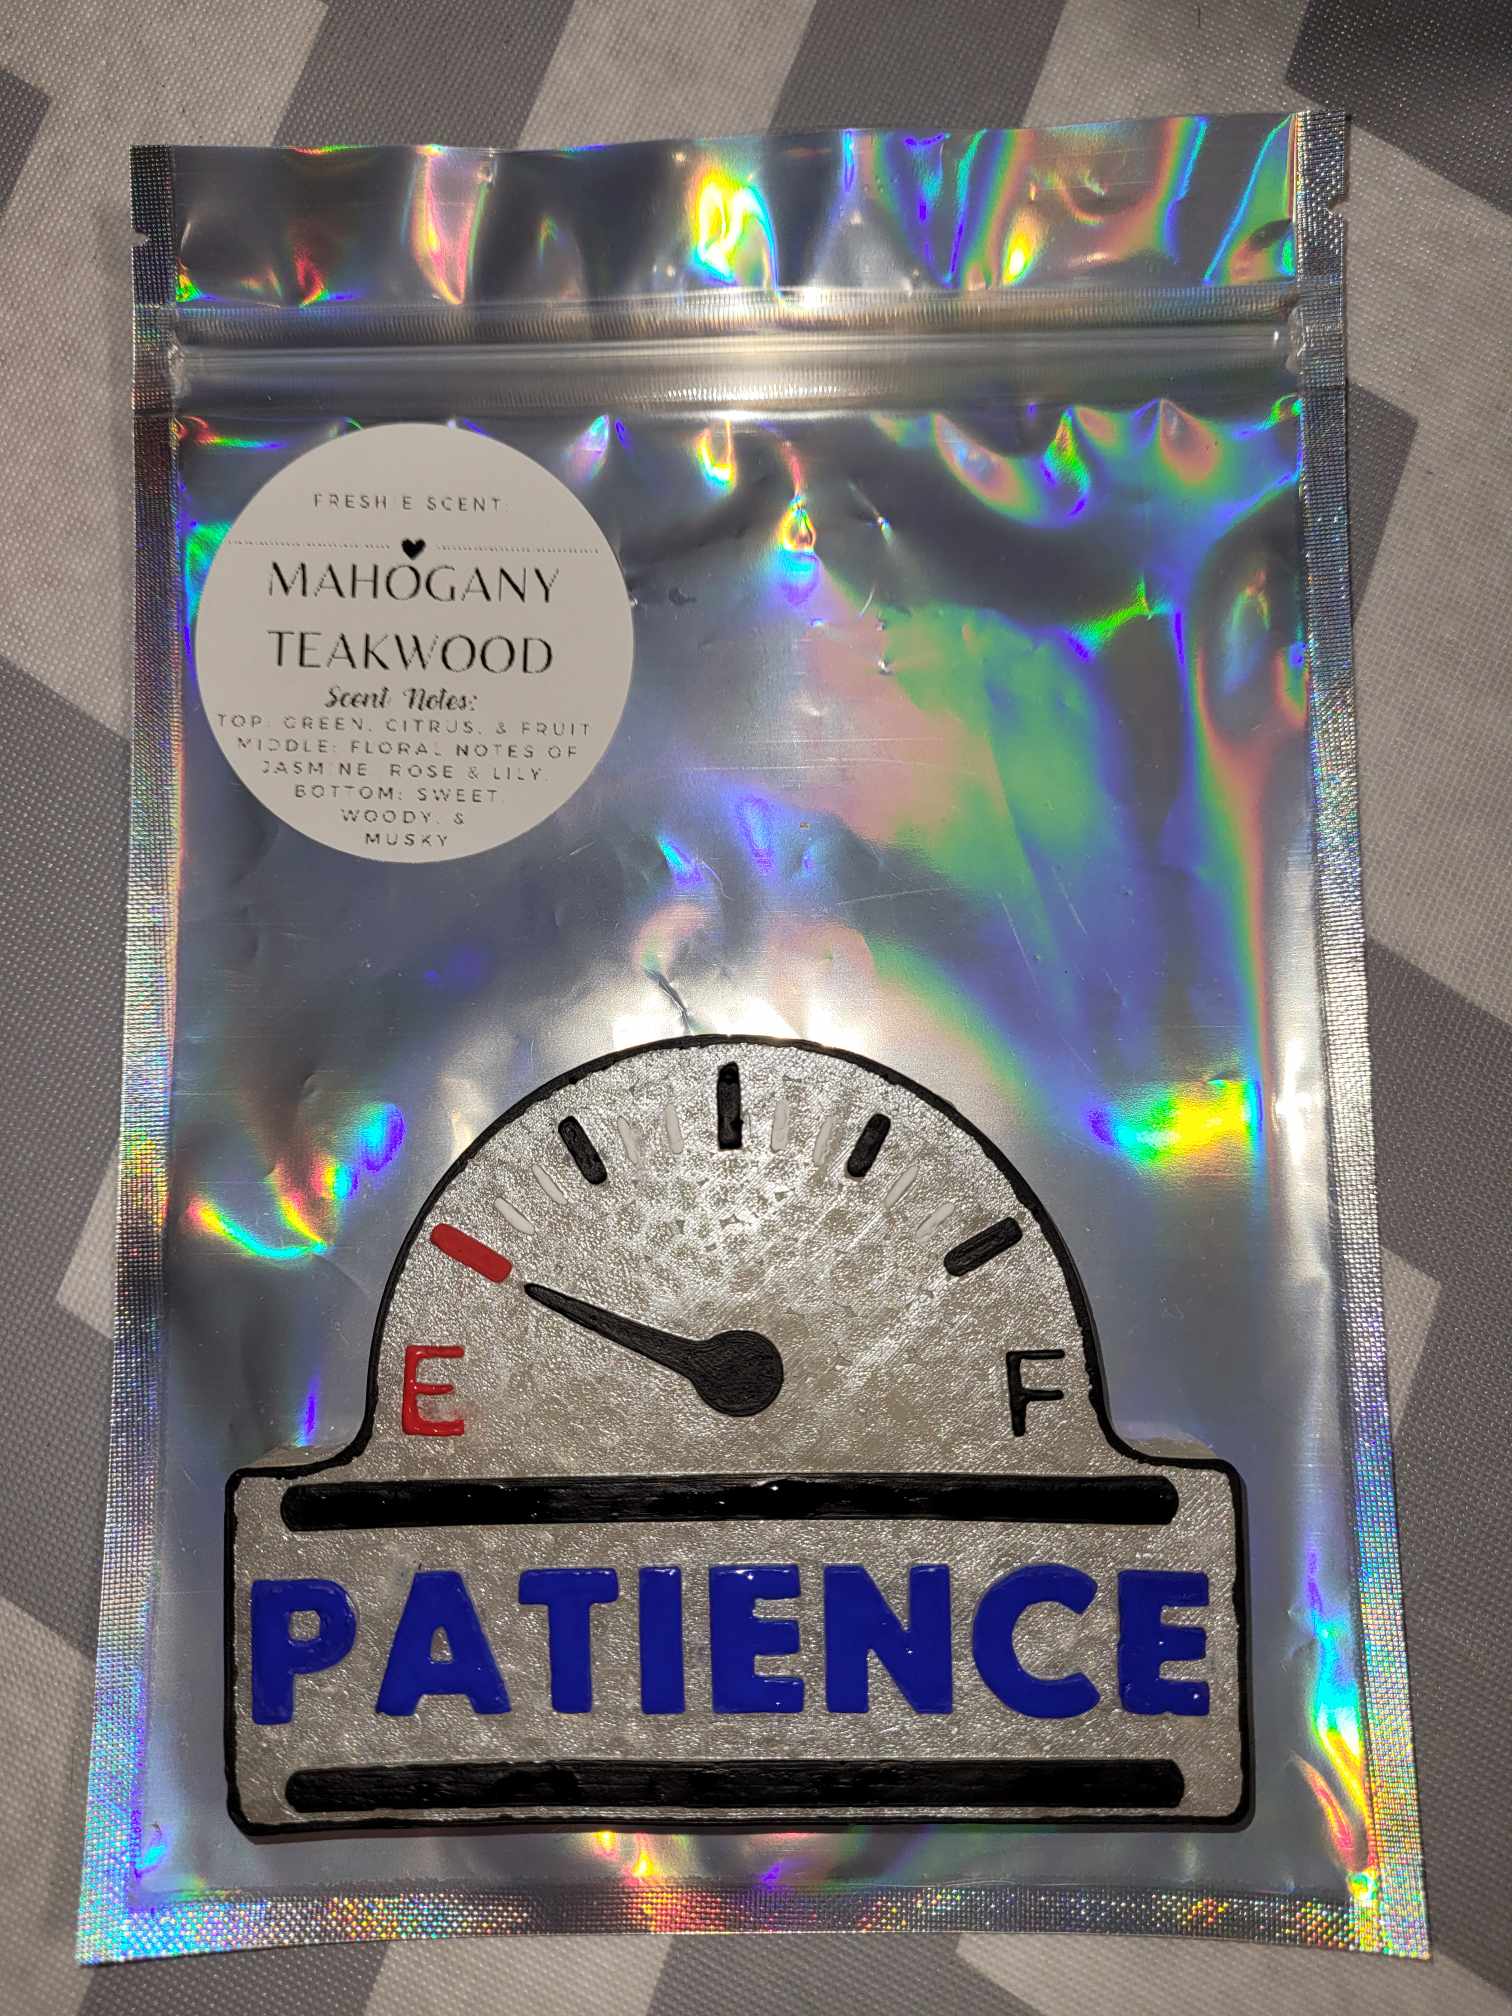 FRESHIE SCENT:
MAHOGANY
TEAKWOOD
Scent Notes:
TOP: GREEN, CITRUS, & FRUIT
MIDDLE: FLORAL NOTES OF
JASMINE, ROSE & LILY,
BOTTOM: SWEET,
WOODY, &
MUSKY
E F
PATIENCE